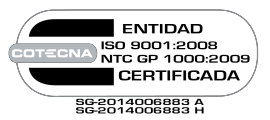 ENTIDAD
COTECNA
ISO 9001:2008
NTC GP 1000:2009
CERTIFICADA
SG-2014006883 A
SG-2014006883 H